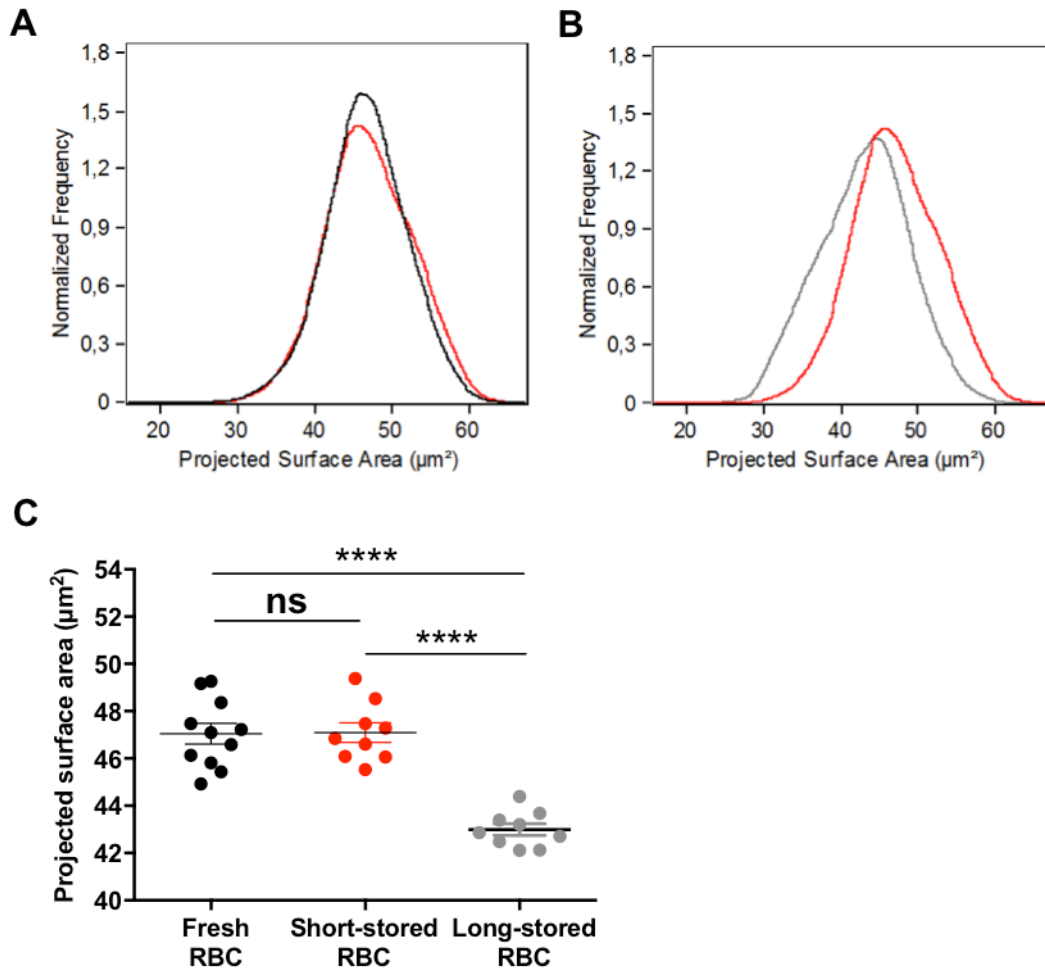 A
B
1,8
1,5
1,2
0,9
0,6
0,3
0
Normalized Frequency
20 30 40 50 60
Projected Surface Area (µm²)
1,8
1,5
1,2
0,9
0,6
0,3
0
Normalized Frequency
20 30 40 50 60
Projected Surface Area (µm²)
C
Projected surface area (µm²)
54
52
50
48
46
44
42
40
****
ns
****
Fresh Short-stored Long-stored
RBC RBC RBC